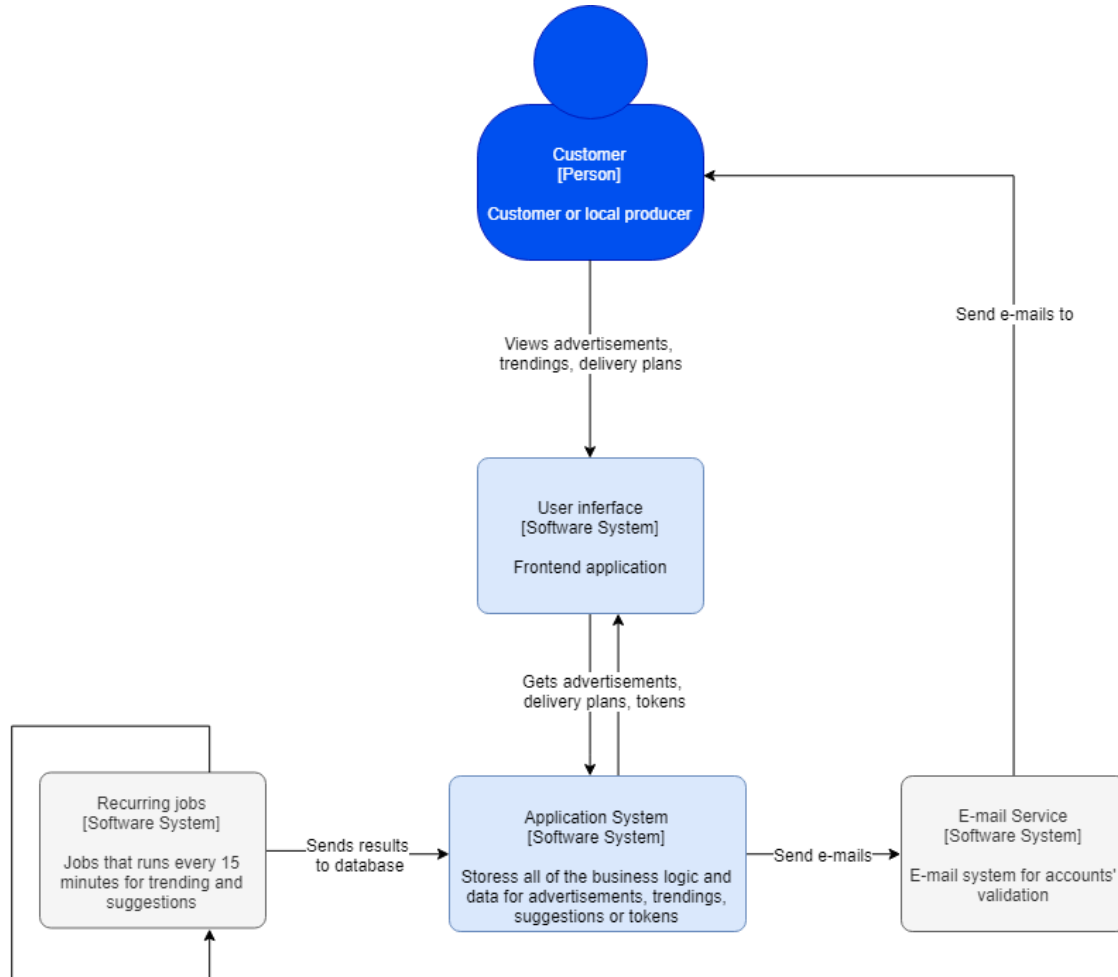 Customer
[Person]
Customer or local producer
Send e-mails to
Views advertisements,
trendings, delivery plans
User inferface
[Software System]
Frontend application
Gets advertisements,
delivery plans, tokens
Recurring jobs
[Software System]
Jobs that runs every 15
minutes for trending and
suggestions
Sends results
to database
Application System
[Software System]
Storess all of the business logic and
data for advertisements, trendings,
suggestions or tokens
Send e-mails
E-mail Service
[Software System]
E-mail system for accounts'
validation